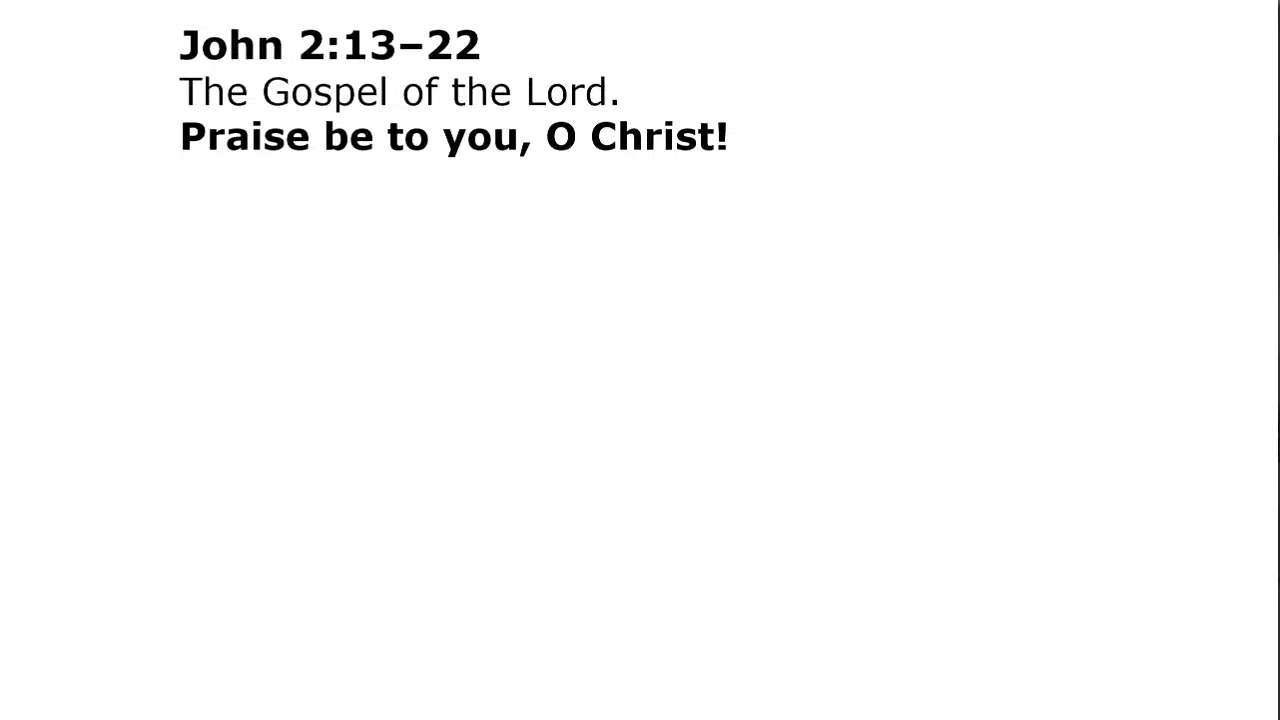 John 2:13–22
The Gospel of the Lord.
Praise be to you, O Christ!